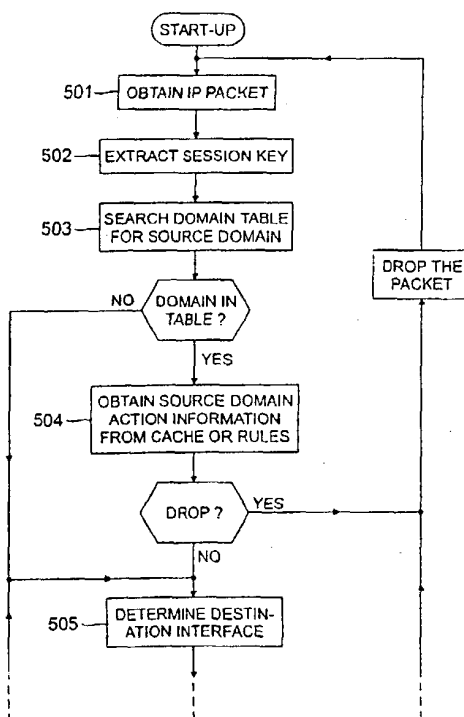 START-UP
501
OBTAIN IP PACKET
502
EXTRACT SESSION KEY
503
SEARCH DOMAIN TABLE
FOR SOURCE DOMAIN
DROP THE
PACKET
NO
DOMAIN IN
TABLE ?
YES
504
OBTAIN SOURCE DOMAIN
ACTION INFORMATION
FROM CACHE OR RULES
DROP ?
YES
NO
505
DETERMINE DESTIN-
ATION INTERFACE